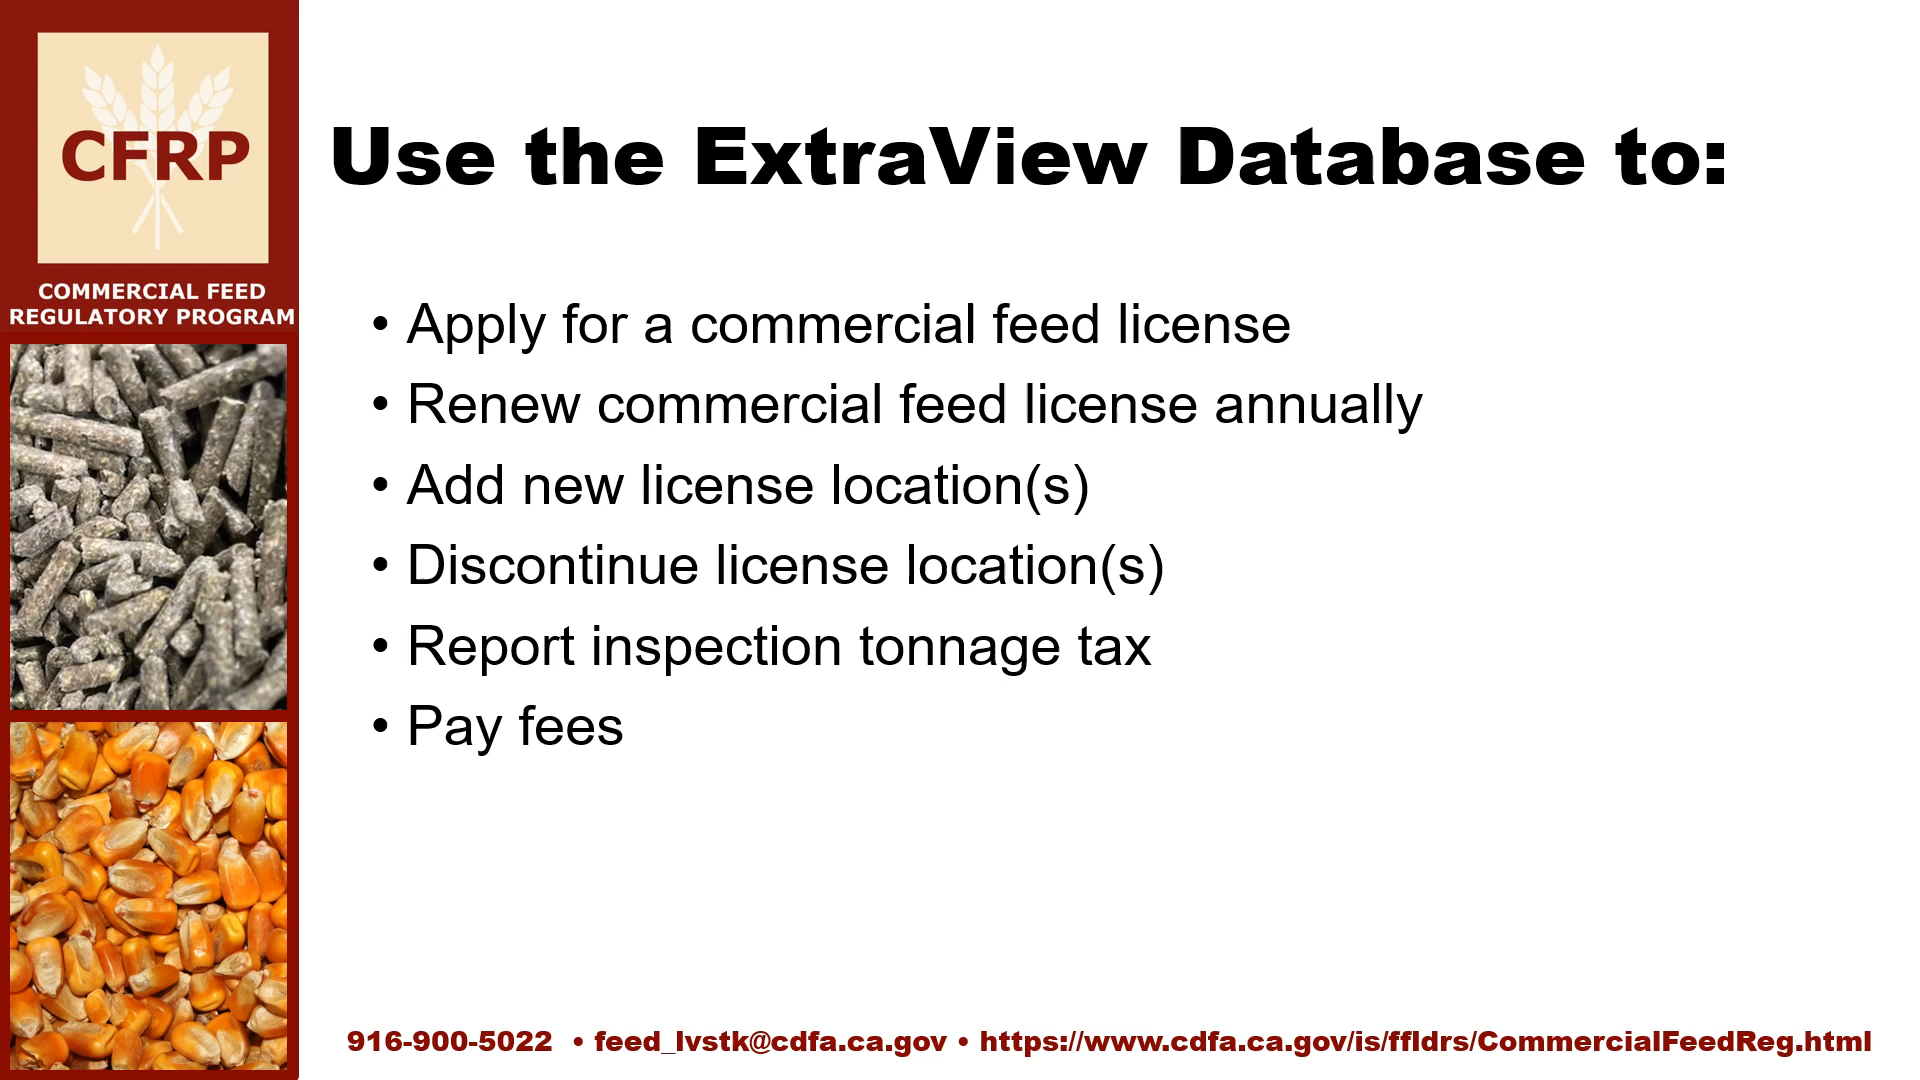 CFRP
COMMERCIAL FEED
REGULATORY PROGRAM
Use the ExtraView Database to:
• Apply for a commercial feed license
• Renew commercial feed license annually
• Add new license location(s)
• Discontinue license location(s)
• Report inspection tonnage tax
• Pay fees
916-900-5022 • feed_lvstk@cdfa.ca.gov • https://www.cdfa.ca.gov/is/ffldrs/CommercialFeedReg.html